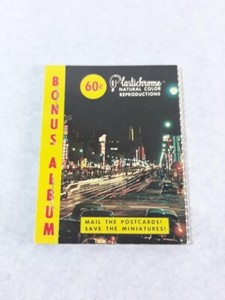 BONUS ALBUM
60¢
Plastichrome
NATURAL COLOR
REPRODUCTIONS
MAIL THE POSTCARDS!
SAVE THE MINIATURES!